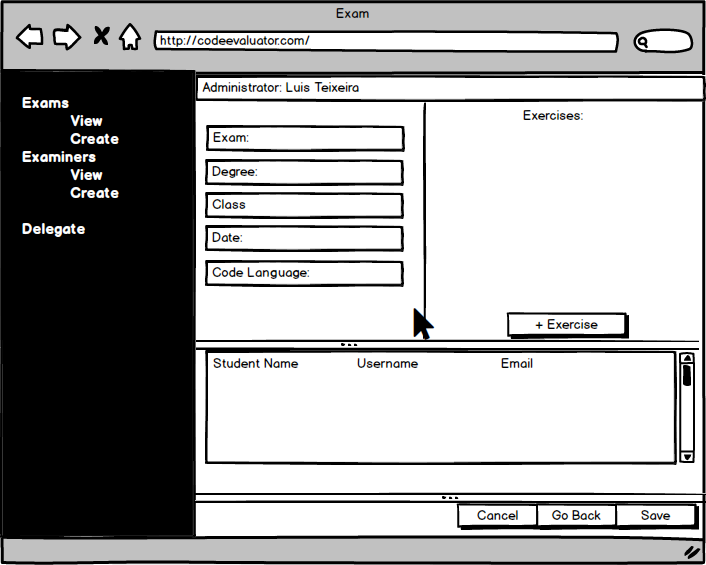 Exam
http://codeevaluator.com/
Administrator: Luis Teixeira
Exams
View
Create
Examiners
View
Create
Delegate
Exam:
Degree:
Class
Date:
Code Language:
Exercises:
+ Exercise
Student Name Username Email
Cancel Go Back Save